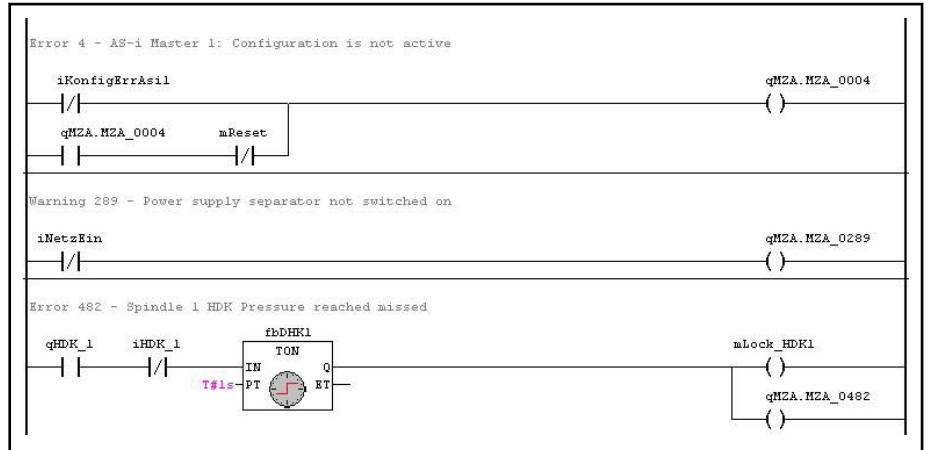 Error 4 - AS-i Master 1: Configuration is not active
iKonfigErrAsi1 qMZA.MZA_0004
qMZA.MZA_0004 mReset
Warning 289 - Power supply separator not switched on
iNetzEin qMZA.MZA_0289
Error 482 - Spindle 1 HDK Pressure reached missed
fbDHK1
qHDK_1 iHDK_1 TON mLock_HDK1
IN Q
T#1s PT ET
qMZA.MZA_0482